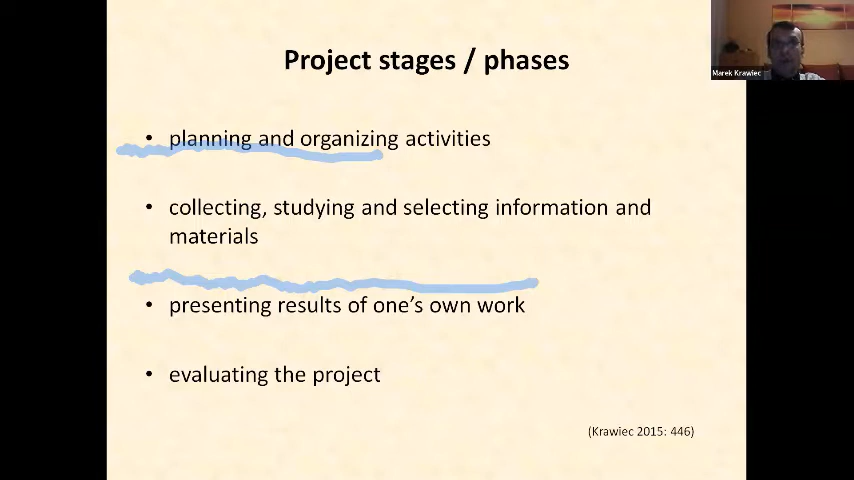 Project stages / phases
Marek Krawiec
• planning and organizing activities
• collecting, studying and selecting information and
materials
• presenting results of one's own work
• evaluating the project
(Krawiec 2015: 446)